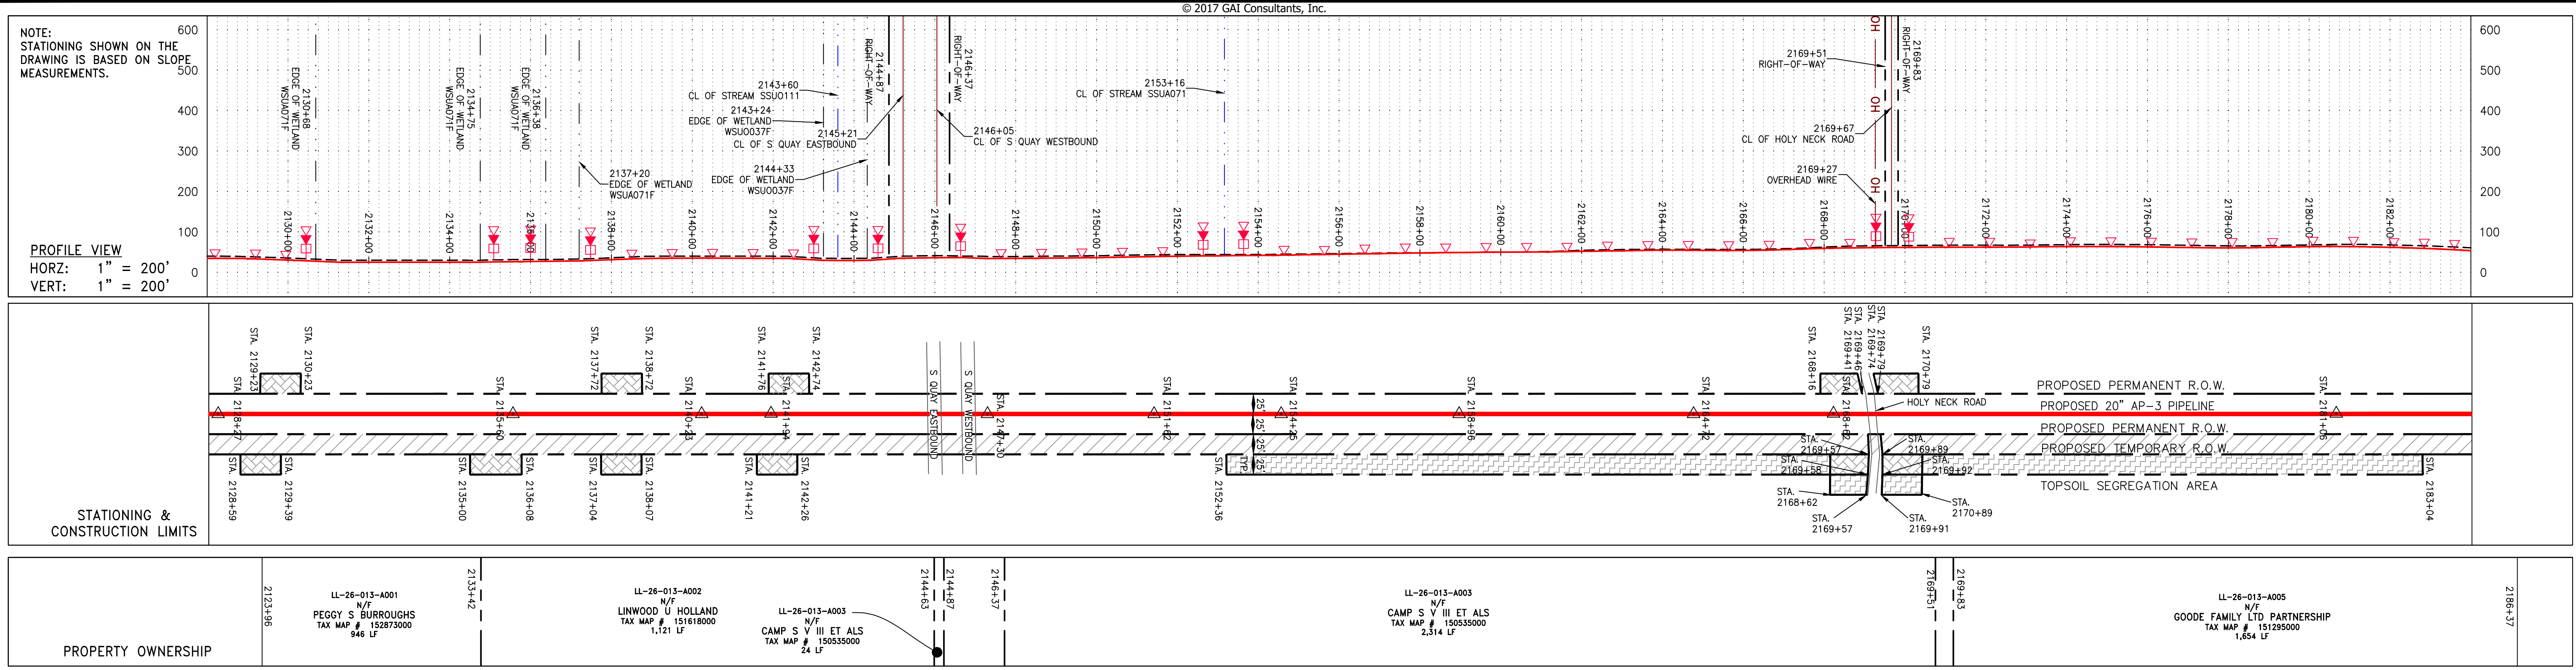 © 2017 GAI Consultants, Inc.
NOTE:
STATIONING SHOWN ON THE
DRAWING IS BASED ON SLOPE
MEASUREMENTS.
PROFILE VIEW
HORZ: 1" = 200'
VERT: 1" = 200'
600
500
400
300
200
100
0
2130+68
EDGE OF WETLAND
WSUA071F
2134+75
EDGE OF WETLAND
WSUA071F
2136+38
EDGE OF WETLAND
WSUA071F
2137+20
EDGE OF WETLAND
WSUA071F
2143+60
CL OF STREAM SSUO111
2143+24
EDGE OF WETLAND
WSUO037F
2144+33
EDGE OF WETLAND
WSUO037F
2144+87
RIGHT-OF-WAY
2145+21
CL OF S QUAY EASTBOUND
2146+05
CL OF S QUAY WESTBOUND
2146+37
RIGHT-OF-WAY
2153+16
CL OF STREAM SSUA071
2169+51
RIGHT-OF-WAY
2169+67
CL OF HOLY NECK ROAD
2169+27
OVERHEAD WIRE
OH
OH
OH
OH
2169+83
RIGHT-OF-WAY
2130+00
2132+00
2134+00
2136+00
2138+00
2140+00
2142+00
2144+00
2146+00
2148+00
2150+00
2152+00
2154+00
2156+00
2158+00
2160+00
2162+00
2164+00
2166+00
2168+00
2170+00
2172+00
2174+00
2176+00
2178+00
2180+00
2182+00
600
500
400
300
200
100
0
STATIONING &
CONSTRUCTION LIMITS
STA. 2129+23
STA. 2130+23
STA. 2137+72
STA. 2138+72
STA. 2141+76
STA. 2142+74
STA. 2168+16
STA. 2169+41
STA. 2169+46
STA. 2169+74
STA. 2169+79
STA. 2170+79
STA. 2128+27
STA. 2135+60
STA. 2140+23
STA. 2141+94
S QUAY EASTBOUND
S QUAY WESTBOUND
STA. 2147+30
STA. 2151+62
25' 25' 25' 25'
TYP.
STA. 2154+25
STA. 2158+96
STA. 2164+72
STA. 2168+62
HOLY NECK ROAD
STA. 2181+06
PROPOSED PERMANENT R.O.W.
PROPOSED 20" AP-3 PIPELINE
PROPOSED PERMANENT R.O.W.
PROPOSED TEMPORARY R.O.W.
TOPSOIL SEGREGATION AREA
STA. 2128+59
STA. 2129+39
STA. 2135+00
STA. 2136+08
STA. 2137+04
STA. 2138+07
STA. 2141+21
STA. 2142+26
STA. 2152+36
STA.
2169+57
STA.
2169+58
STA.
2168+62
STA.
2169+57
STA.
2169+89
STA.
2169+92
STA.
2170+89
STA.
2169+91
STA. 2183+04
PROPERTY OWNERSHIP
2123+96
LL-26-013-A001
N/F
PEGGY S BURROUGHS
TAX MAP # 152873000
946 LF
2133+42
LL-26-013-A002
N/F
LINWOOD U HOLLAND
TAX MAP # 151618000
1,121 LF
LL-26-013-A003
N/F
CAMP S V III ET ALS
TAX MAP # 150535000
24 LF
2144+63
2144+87
2146+37
LL-26-013-A003
N/F
CAMP S V III ET ALS
TAX MAP # 150535000
2,314 LF
2169+51
2169+83
LL-26-013-A005
N/F
GOODE FAMILY LTD PARTNERSHIP
TAX MAP # 151295000
1,654 LF
2186+37